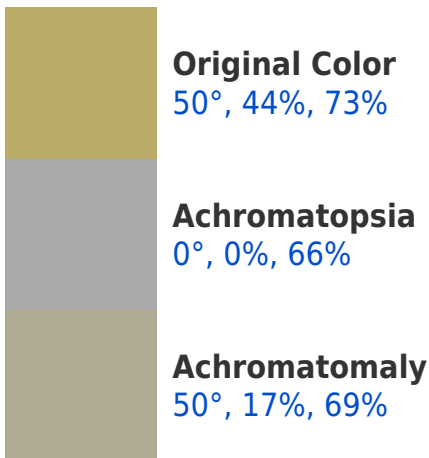 Original Color
50°, 44%, 73%
Achromatopsia
0°, 0%, 66%
Achromatomaly
50°, 17%, 69%